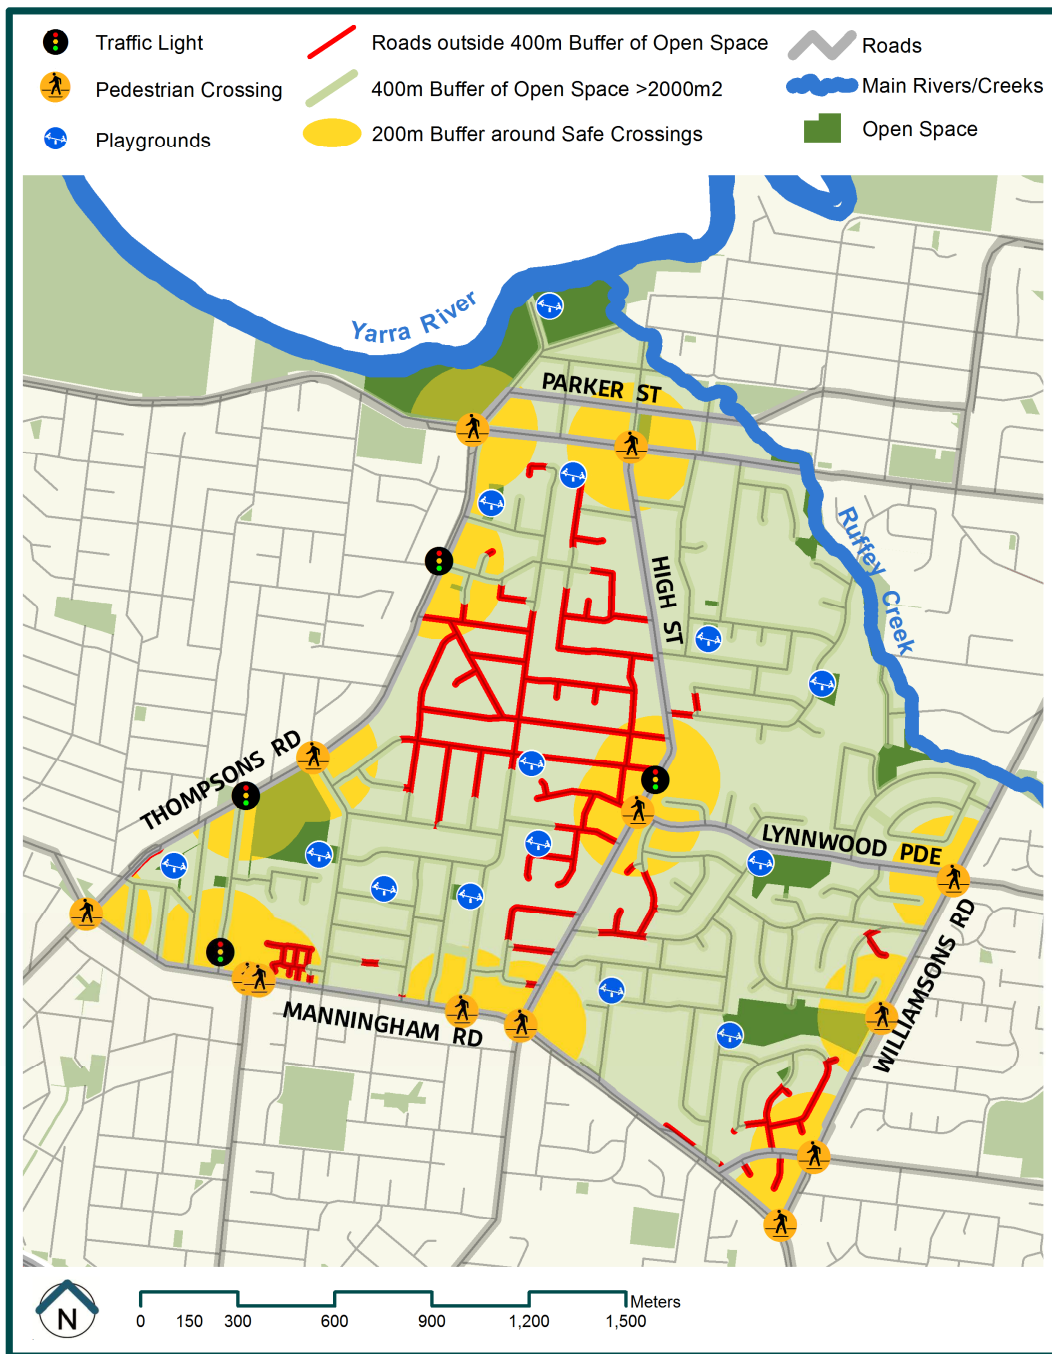 Traffic Light
Roads outside 400m Buffer of Open Space
Roads
Pedestrian Crossing
400m Buffer of Open Space >2000m2
Main Rivers/Creeks
Playgrounds
200m Buffer around Safe Crossings
Open Space
Yarra River
PARKER ST
Ruffey Creek
HIGH ST
THOMPSONS RD
LYNNWOOD PDE
WILLIAMSONS RD
MANNINGHAM RD
N
Meters
0 150 300 600 900 1,200 1,500